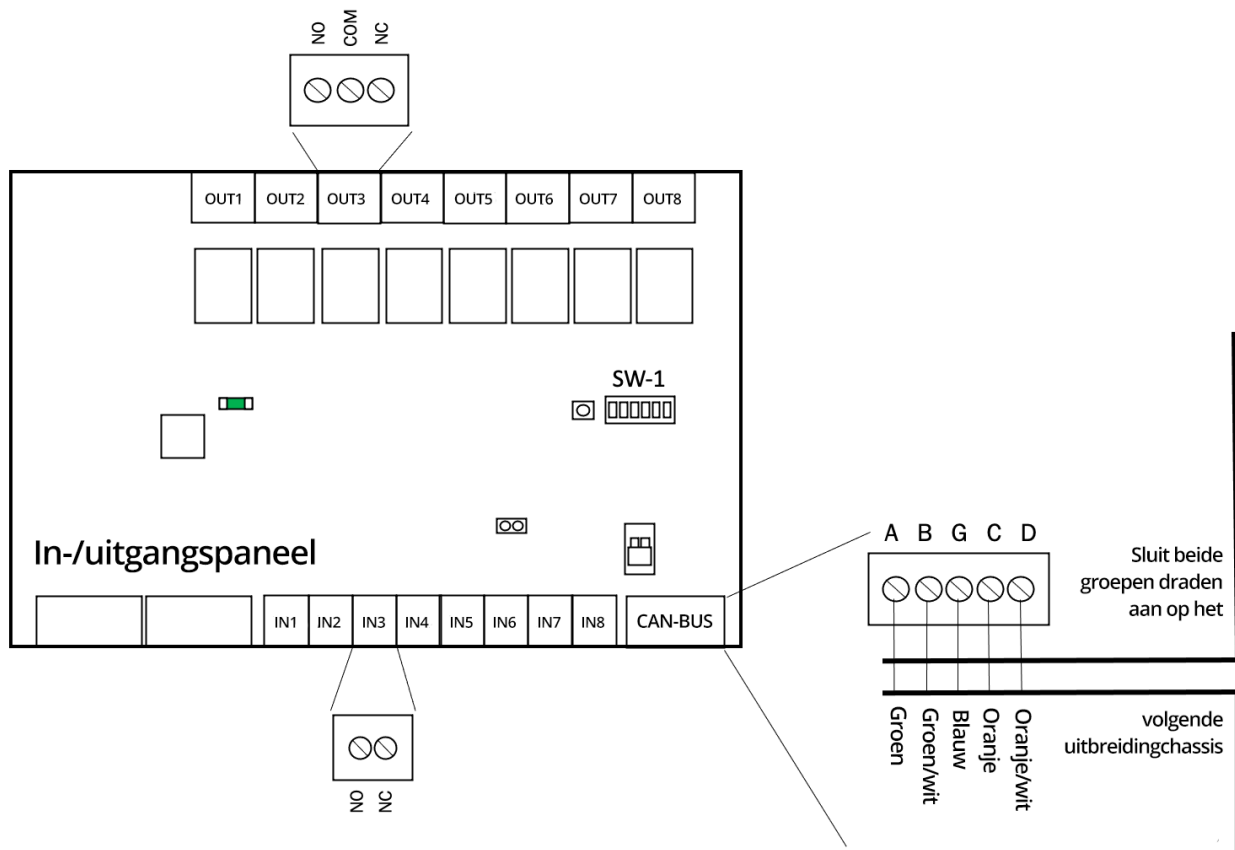 NO COM NC
OUT1 OUT2 OUT3 OUT4 OUT5 OUT6 OUT7 OUT8
SW-1
In-/uitgangspaneel
IN1 IN2 IN3 IN4 IN5 IN6 IN7 IN8 CAN-BUS
NO NC
A B G C D
Sluit beide
groepen draden
aan op het
Groen
Groen/wit
Blauw
Oranje
Oranje/wit
volgende
uitbreidingchassis